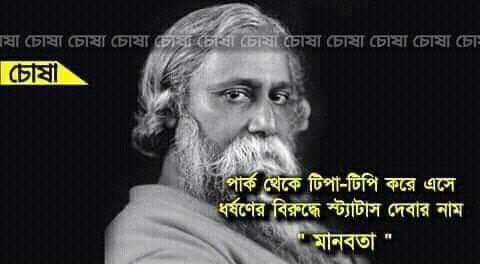 চোষা চোষা চোষা চোষা চোষা চোষা চোষা চোষা চোষা চোষা
চোষা
পার্ক থেকে টিপা-টিপি করে এসে
ধর্ষণের বিরুদ্ধে স্ট্যাটাস দেবার নাম
" মানবতা "